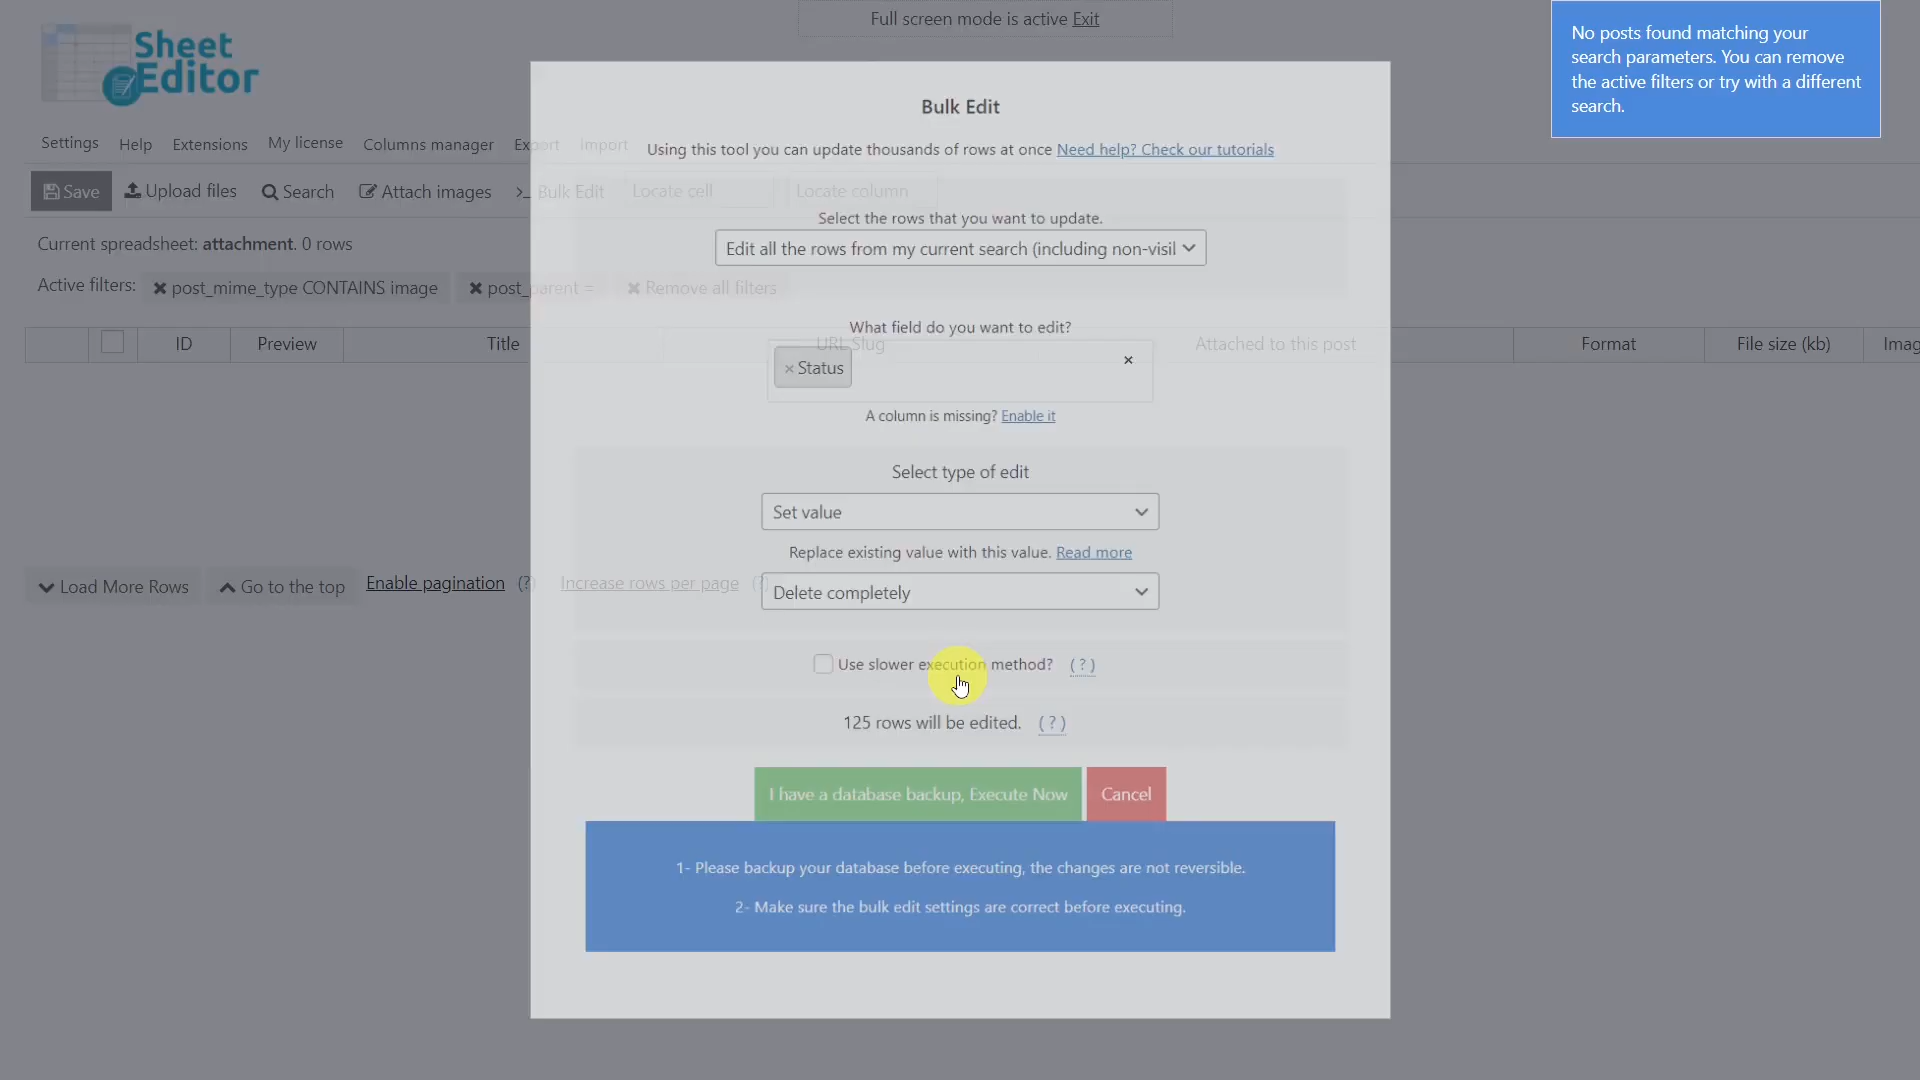 Full screen mode is active Exit
No posts found matching your
search parameters. You can remove
the active filters or try with a different
search.
Sheet
Editor
Settings Help Extensions My license Columns manager Export Import
Save Upload files Search Attach images >_ Bulk Edit Locate cell Locate column
Current spreadsheet: attachment. 0 rows
Active filters: × post_mime_type CONTAINS image × post_parent = × Remove all filters
ID Preview Title URL Slug Attached to this post Format File size (kb) Imag
Load More Rows Go to the top Enable pagination (?) Increase rows per page (?)
Bulk Edit
Using this tool you can update thousands of rows at once Need help? Check our tutorials
Select the rows that you want to update.
Edit all the rows from my current search (including non-visil
What field do you want to edit?
× Status ×
A column is missing? Enable it
Select type of edit
Set value
Replace existing value with this value. Read more
Delete completely
Use slower execution method? (?)
125 rows will be edited. (?)
I have a database backup, Execute Now Cancel
1- Please backup your database before executing, the changes are not reversible.
2- Make sure the bulk edit settings are correct before executing.